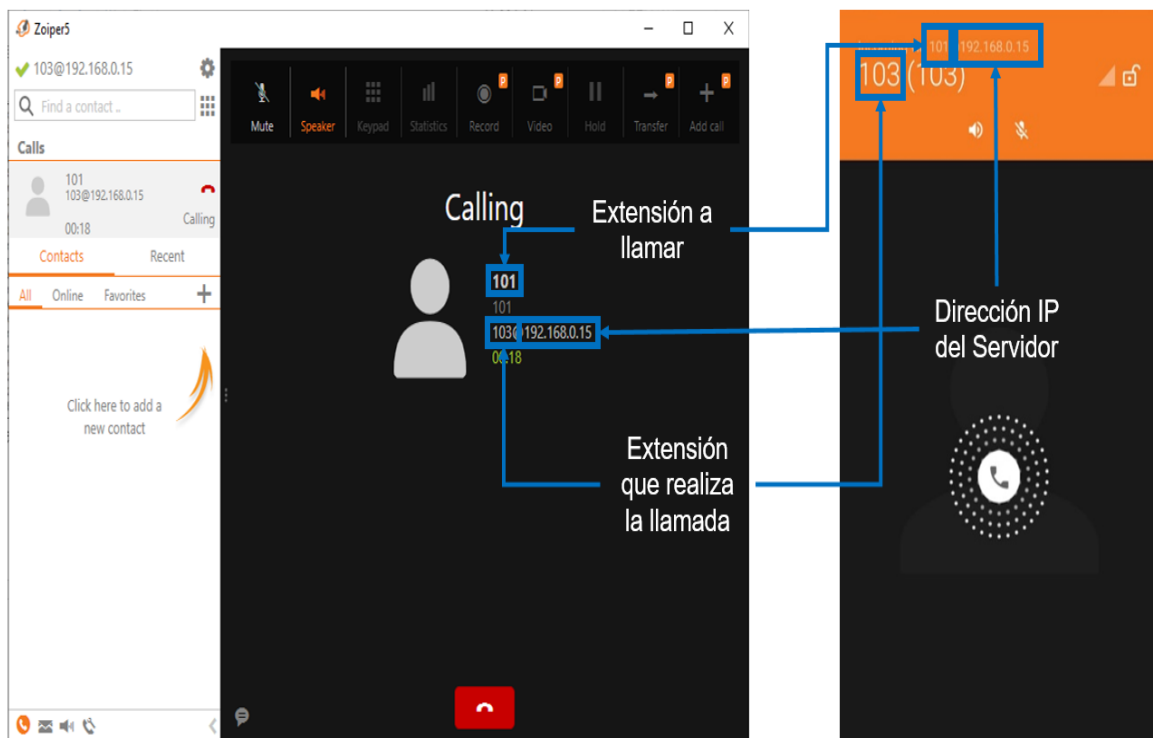 Zoiper5
103@192.168.0.15
Find a contact ..
Calls
101
103@192.168.0.15
00:18
Calling
Contacts Recent
All Online Favorites
Click here to add a
new contact
Mute Speaker Keypad Statistics Record Video Hold Transfer Add call
P P P P
Calling
101
101
103@192.168.0.15
00:18
Extensión a
llamar
Dirección IP
del Servidor
Extensión
que realiza
la llamada
101@192.168.0.15
103 (103)